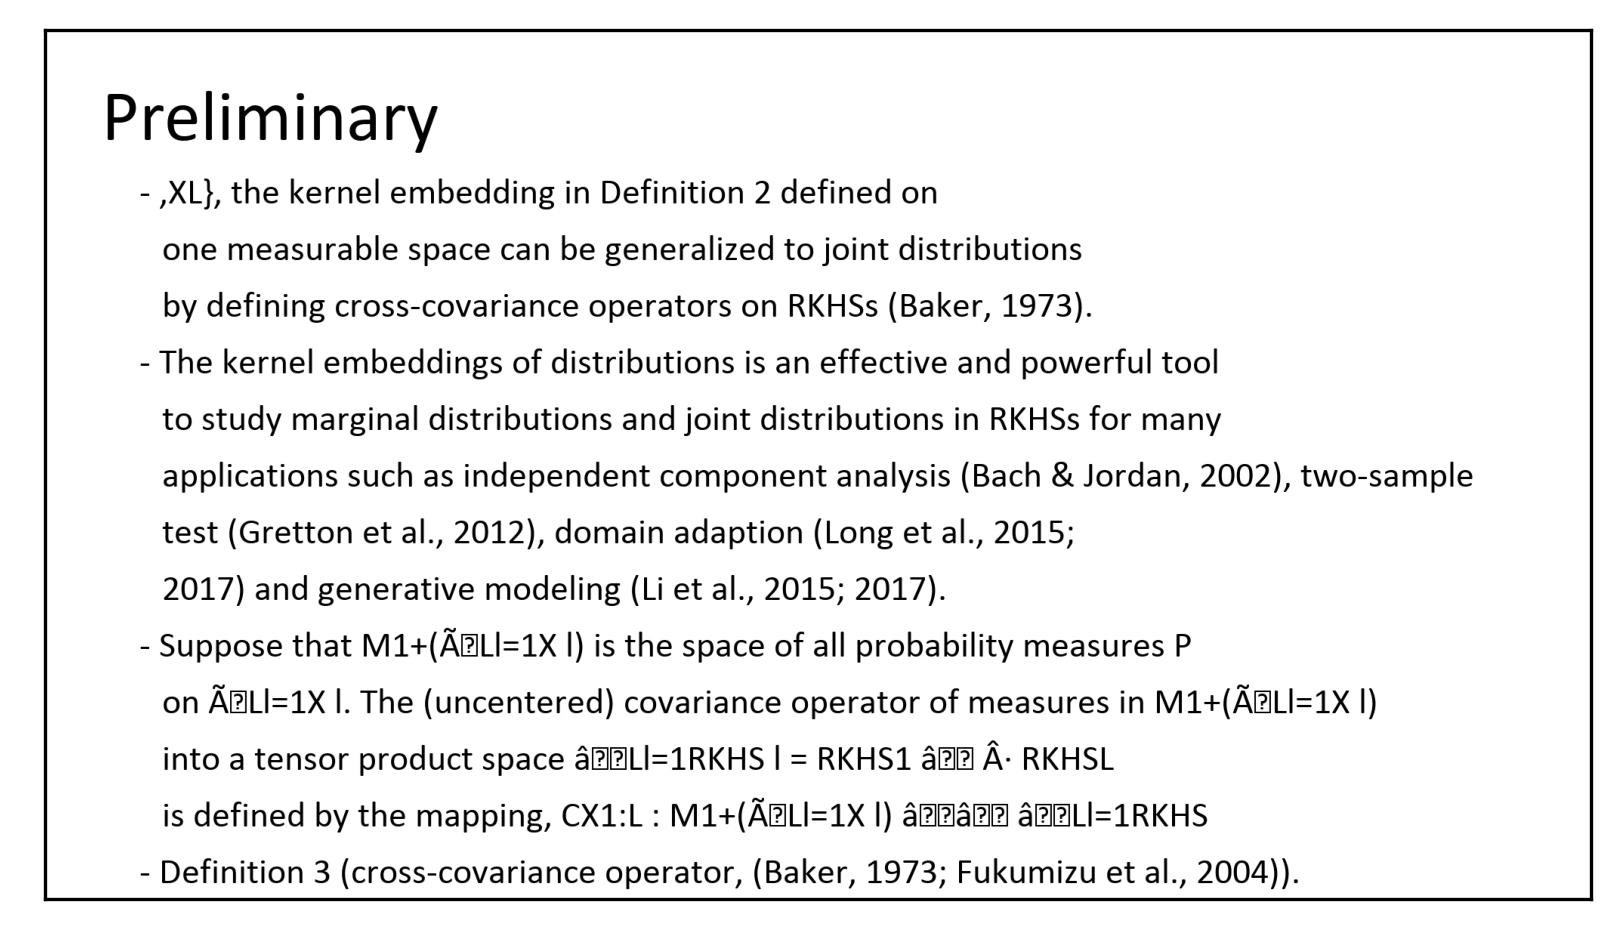 Preliminary
- ,XL}, the kernel embedding in Definition 2 defined on
one measurable space can be generalized to joint distributions
by defining cross-covariance operators on RKHSs (Baker, 1973).
- The kernel embeddings of distributions is an effective and powerful tool
to study marginal distributions and joint distributions in RKHSs for many
applications such as independent component analysis (Bach & Jordan, 2002), two-sample
test (Gretton et al., 2012), domain adaption (Long et al., 2015;
2017) and generative modeling (Li et al., 2015; 2017).
- Suppose that M1+(Ã�Ll=1X l) is the space of all probability measures P
on Ã�Ll=1X l. The (uncentered) covariance operator of measures in M1+(Ã�Ll=1X l)
into a tensor product space â��Ll=1RKHS l = RKHS1 â�� Â· RKHSL
is defined by the mapping, CX1:L : M1+(Ã�Ll=1X l) â��â�� â��Ll=1RKHS
- Definition 3 (cross-covariance operator, (Baker, 1973; Fukumizu et al., 2004)).